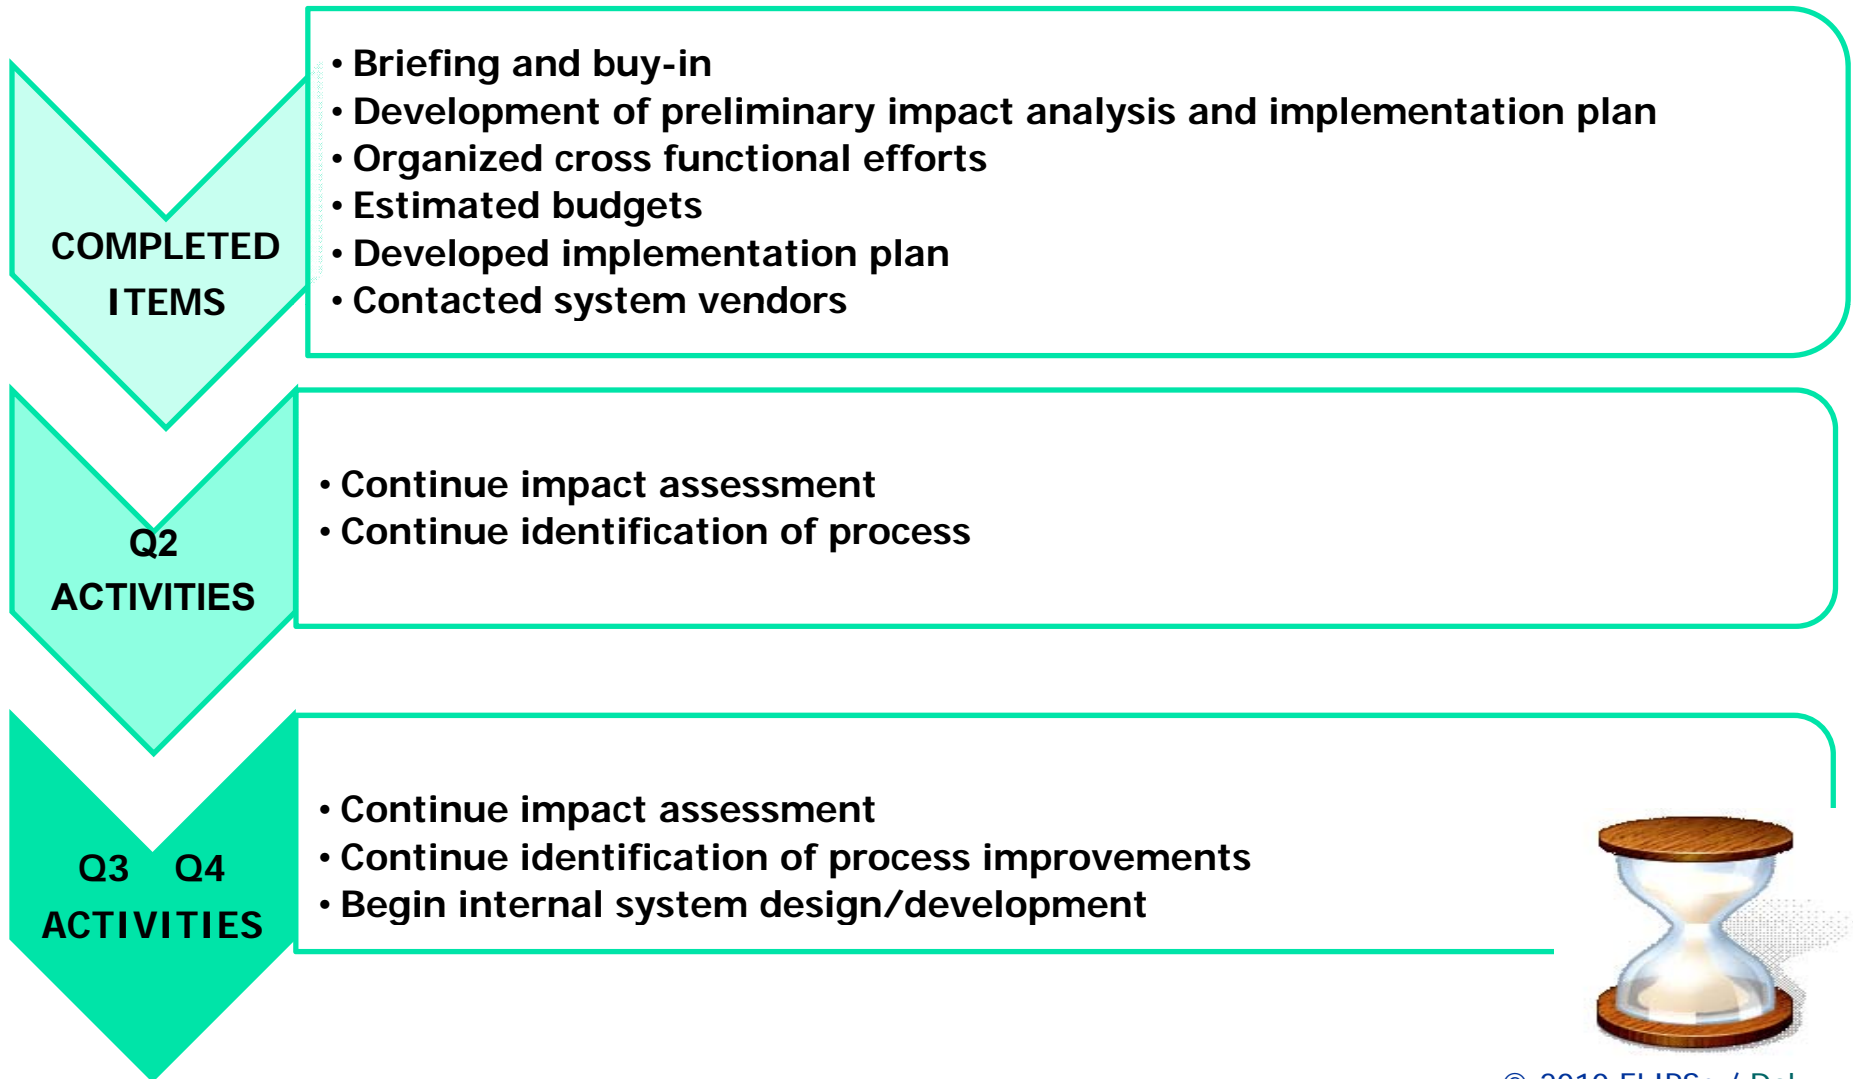 • Briefing and buy-in
• Development of preliminary impact analysis and implementation plan
• Organized cross functional efforts
• Estimated budgets
• Developed implementation plan
• Contacted system vendors
COMPLETED
ITEMS
• Continue impact assessment
• Continue identification of process
Q2
ACTIVITIES
• Continue impact assessment
• Continue identification of process improvements
• Begin internal system design/development
Q3 Q4
ACTIVITIES